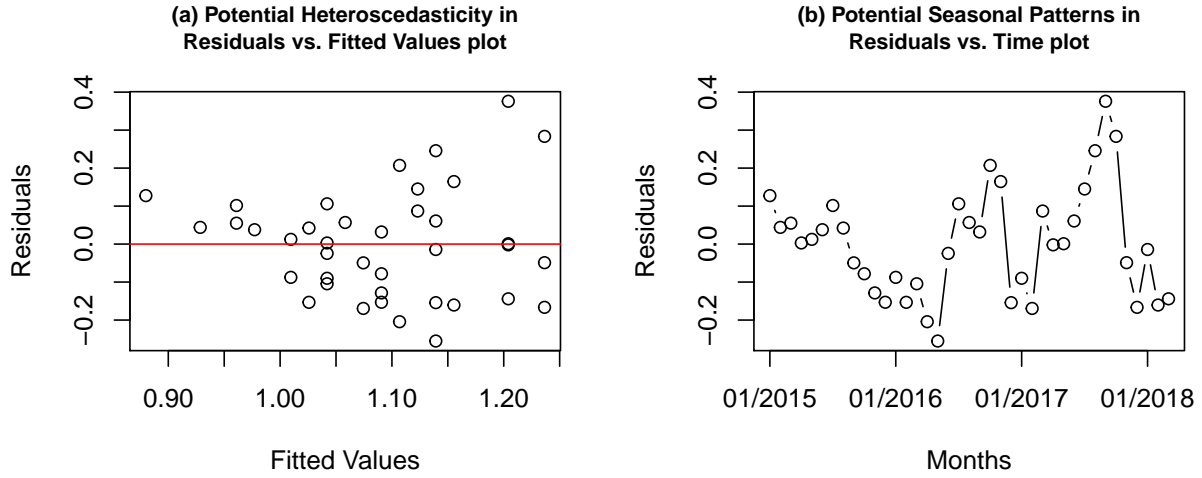 (a) Potential Heteroscedasticity in
Residuals vs. Fitted Values plot
Residuals
0.4
0.2
0.0
−0.2
0.90 1.00 1.10 1.20
Fitted Values
(b) Potential Seasonal Patterns in
Residuals vs. Time plot
Residuals
0.4
0.2
0.0
−0.2
01/2015 01/2016 01/2017 01/2018
Months